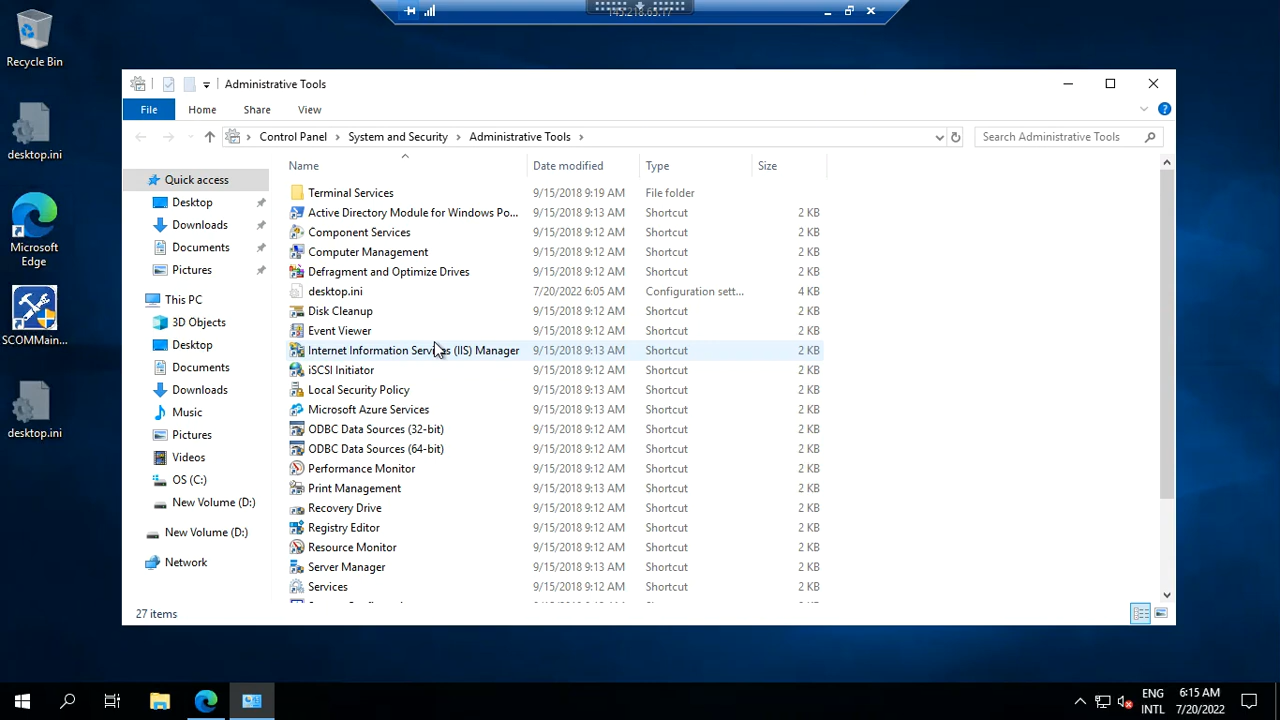 Recycle Bin
desktop.ini
Microsoft
Edge
SCOMMain...
desktop.ini
Administrative Tools
File Home Share View
Control Panel > System and Security > Administrative Tools >
Search Administrative Tools
Quick access
Desktop
Downloads
Documents
Pictures
This PC
3D Objects
Desktop
Documents
Downloads
Music
Pictures
Videos
OS (C:)
New Volume (D:)
New Volume (D:)
Network
Name Date modified Type Size
Terminal Services 9/15/2018 9:19 AM File folder
Active Directory Module for Windows Po... 9/15/2018 9:13 AM Shortcut 2 KB
Component Services 9/15/2018 9:12 AM Shortcut 2 KB
Computer Management 9/15/2018 9:12 AM Shortcut 2 KB
Defragment and Optimize Drives 9/15/2018 9:12 AM Shortcut 2 KB
desktop.ini 7/20/2022 6:05 AM Configuration sett... 4 KB
Disk Cleanup 9/15/2018 9:12 AM Shortcut 2 KB
Event Viewer 9/15/2018 9:12 AM Shortcut 2 KB
Internet Information Services (IIS) Manager 9/15/2018 9:13 AM Shortcut 2 KB
iSCSI Initiator 9/15/2018 9:12 AM Shortcut 2 KB
Local Security Policy 9/15/2018 9:13 AM Shortcut 2 KB
Microsoft Azure Services 9/15/2018 9:13 AM Shortcut 2 KB
ODBC Data Sources (32-bit) 9/15/2018 9:12 AM Shortcut 2 KB
ODBC Data Sources (64-bit) 9/15/2018 9:12 AM Shortcut 2 KB
Performance Monitor 9/15/2018 9:12 AM Shortcut 2 KB
Print Management 9/15/2018 9:13 AM Shortcut 2 KB
Recovery Drive 9/15/2018 9:12 AM Shortcut 2 KB
Registry Editor 9/15/2018 9:12 AM Shortcut 2 KB
Resource Monitor 9/15/2018 9:12 AM Shortcut 2 KB
Server Manager 9/15/2018 9:13 AM Shortcut 2 KB
Services 9/15/2018 9:12 AM Shortcut 2 KB
27 items
ENG
INTL
6:15 AM
7/20/2022